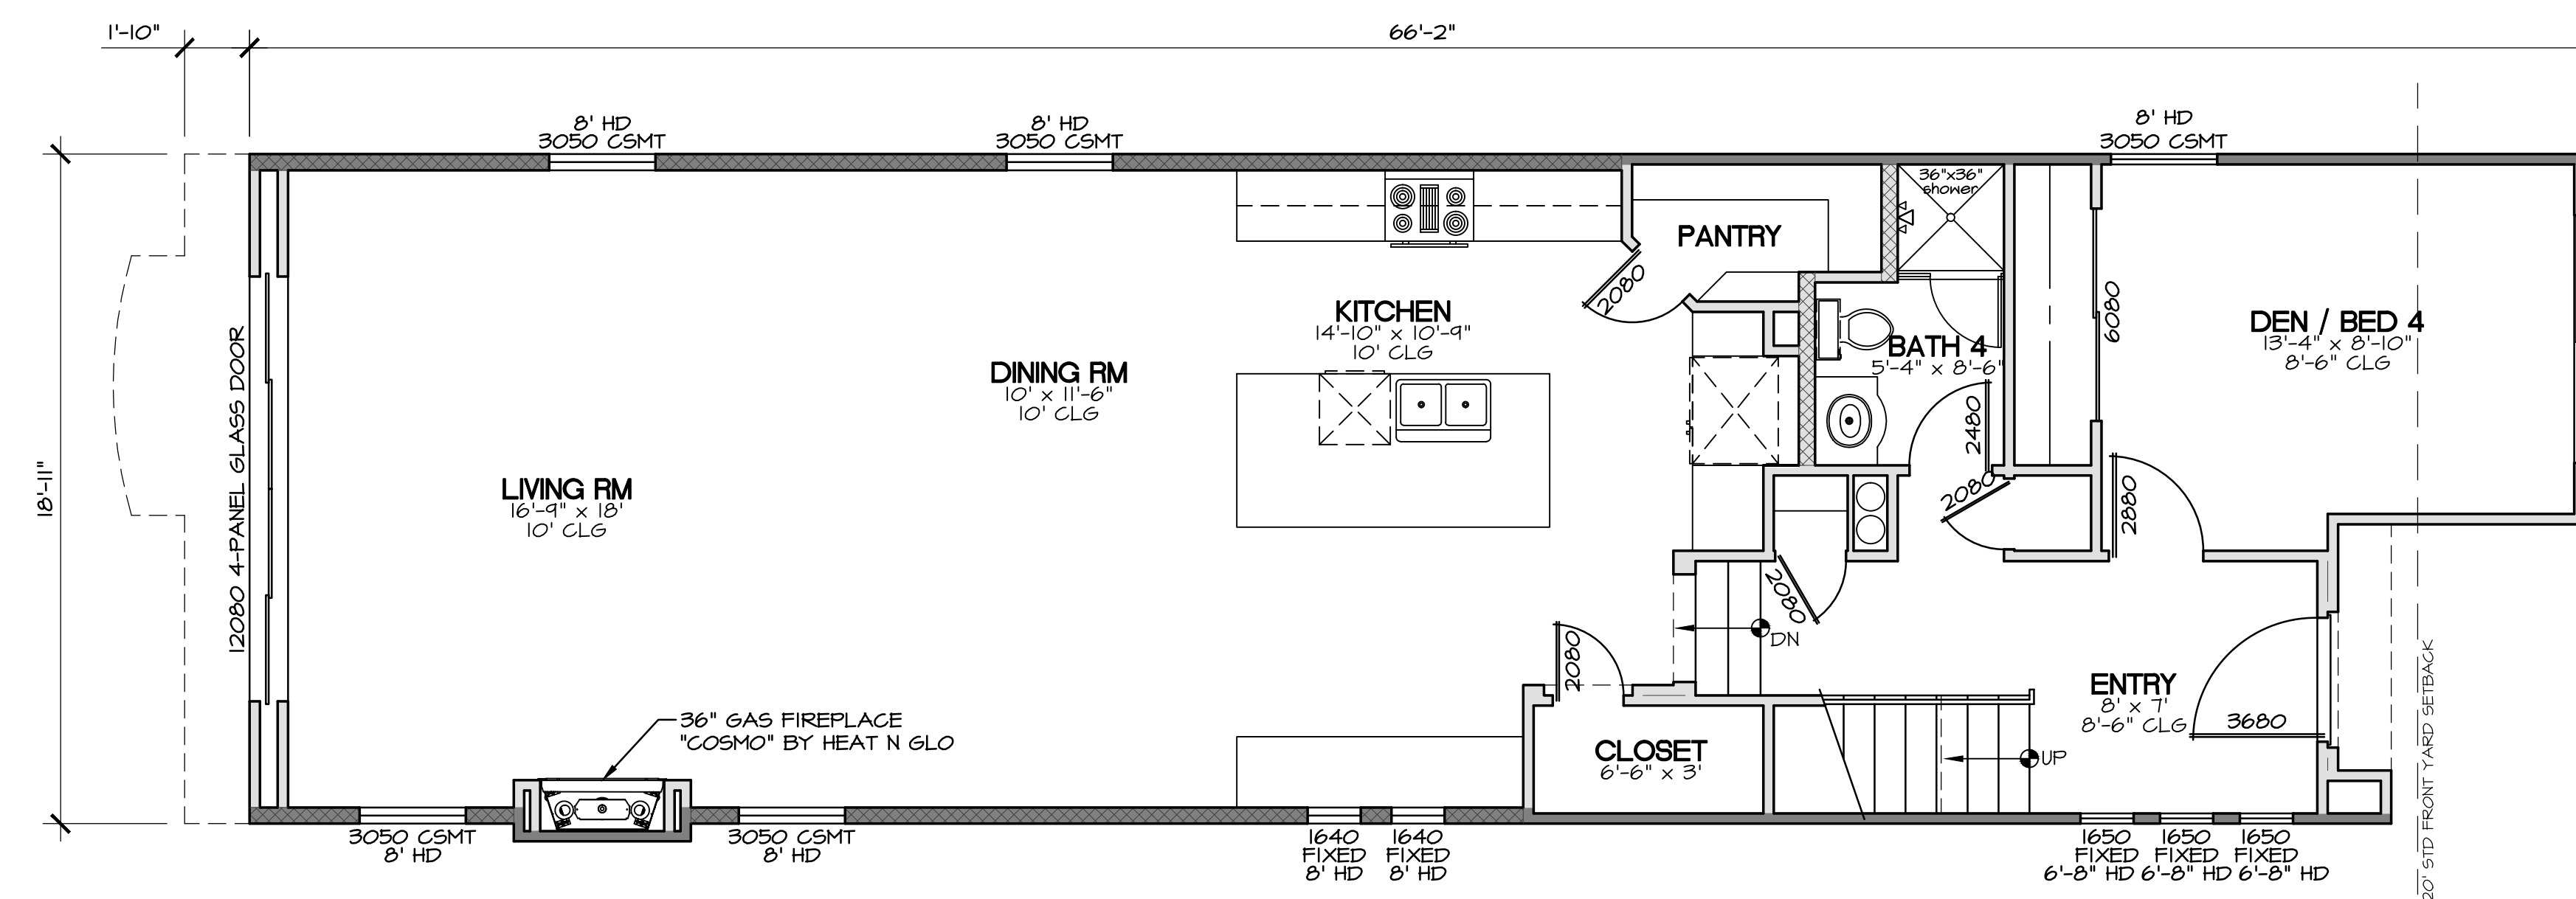 1'-10"
66'-2"
8' HD
3050 CSMT
8' HD
3050 CSMT
8' HD
3050 CSMT
18'-11"
12080 4-PANEL GLASS DOOR
36"x36"
shower
PANTRY
2080
KITCHEN
14'-10" x 10'-9"
10' CLG
DINING RM
10' x 11'-6"
10' CLG
LIVING RM
16'-9" x 18'
10' CLG
BATH 4
5'-4" x 8'-6"
2480
6080
DEN / BED 4
13'-4" x 8'-10"
8'-6" CLG
2080
2880
2080
DN
2080
ENTRY
8' x 7'
8'-6" CLG
3680
UP
CLOSET
6'-6" x 3'
36" GAS FIREPLACE
"COSMO" BY HEAT N GLO
20' STD FRONT YARD SETBACK
3050 CSMT
8' HD
3050 CSMT
8' HD
1640
FIXED
8' HD
1640
FIXED
8' HD
1650
FIXED
6'-8" HD
1650
FIXED
6'-8" HD
1650
FIXED
6'-8" HD